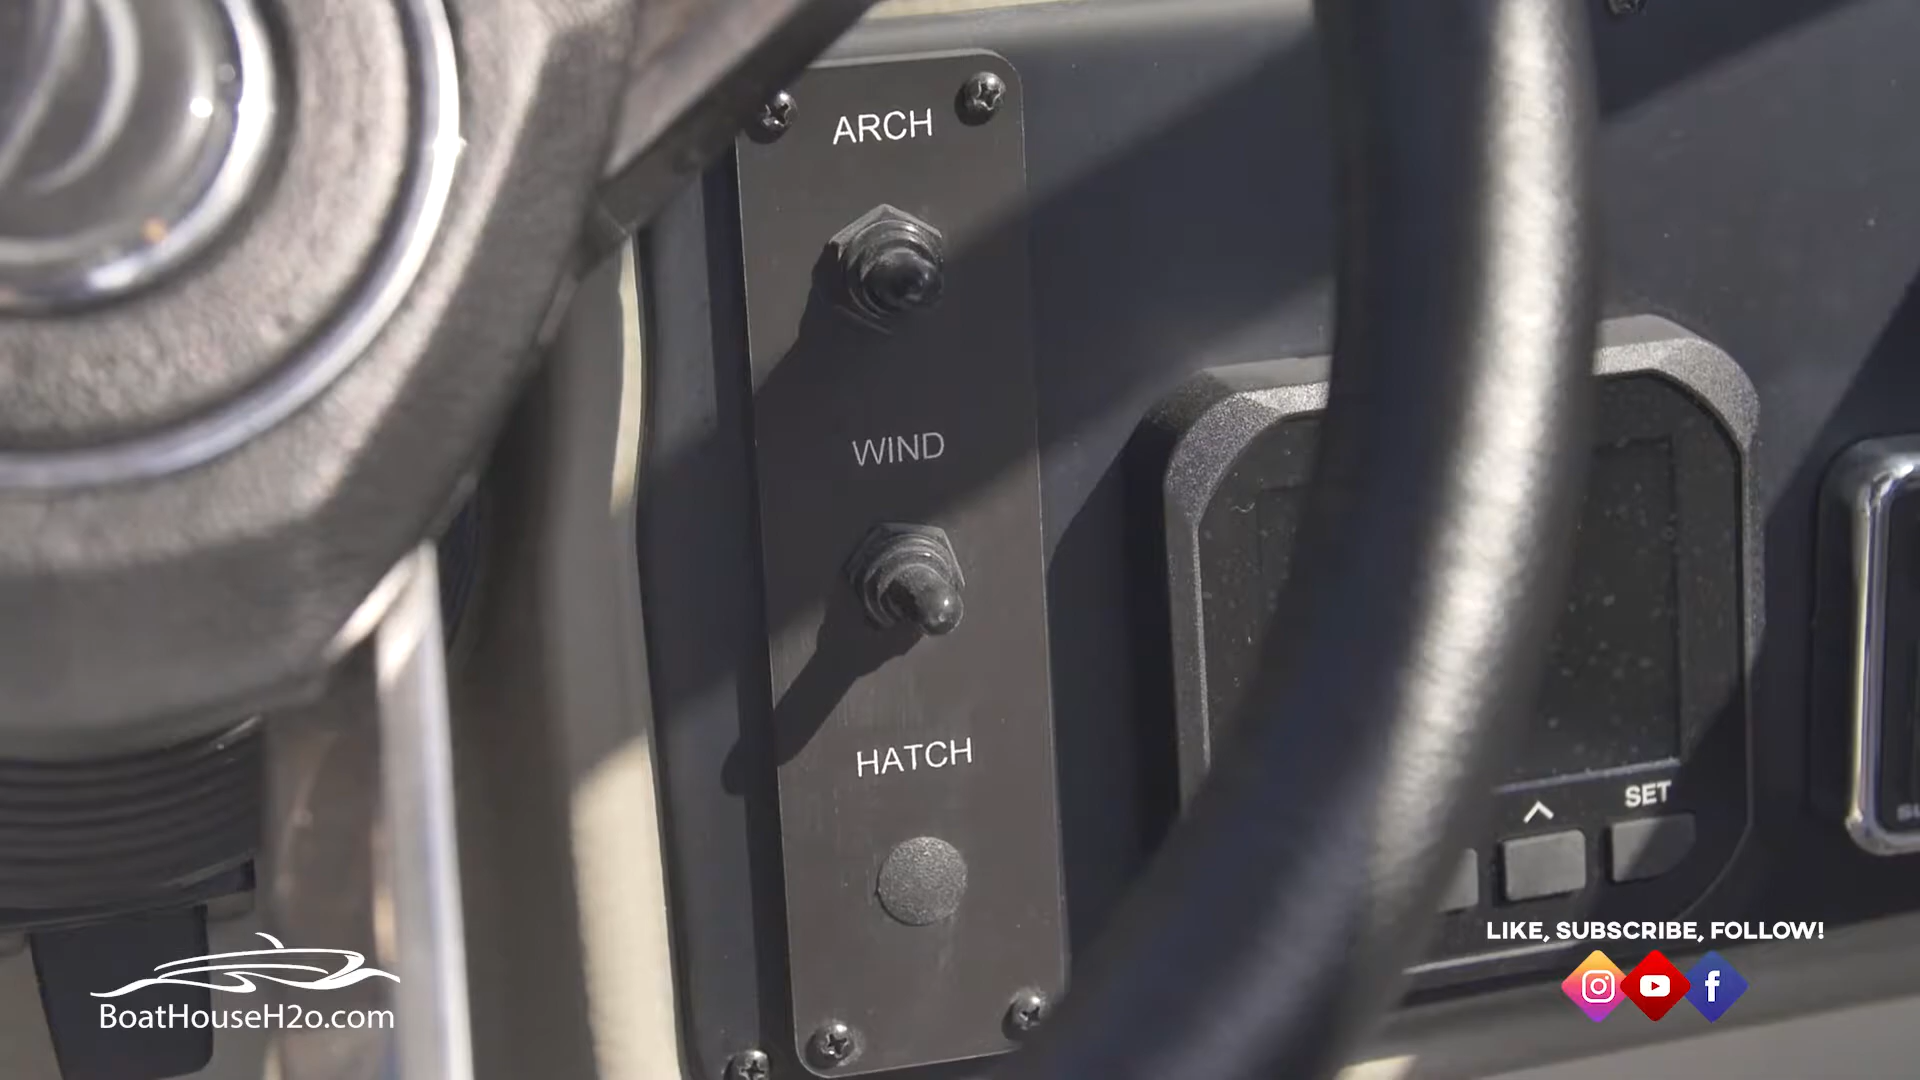 ARCH
WIND
HATCH
SET
LIKE, SUBSCRIBE, FOLLOW!
BoatHouseH2o.com